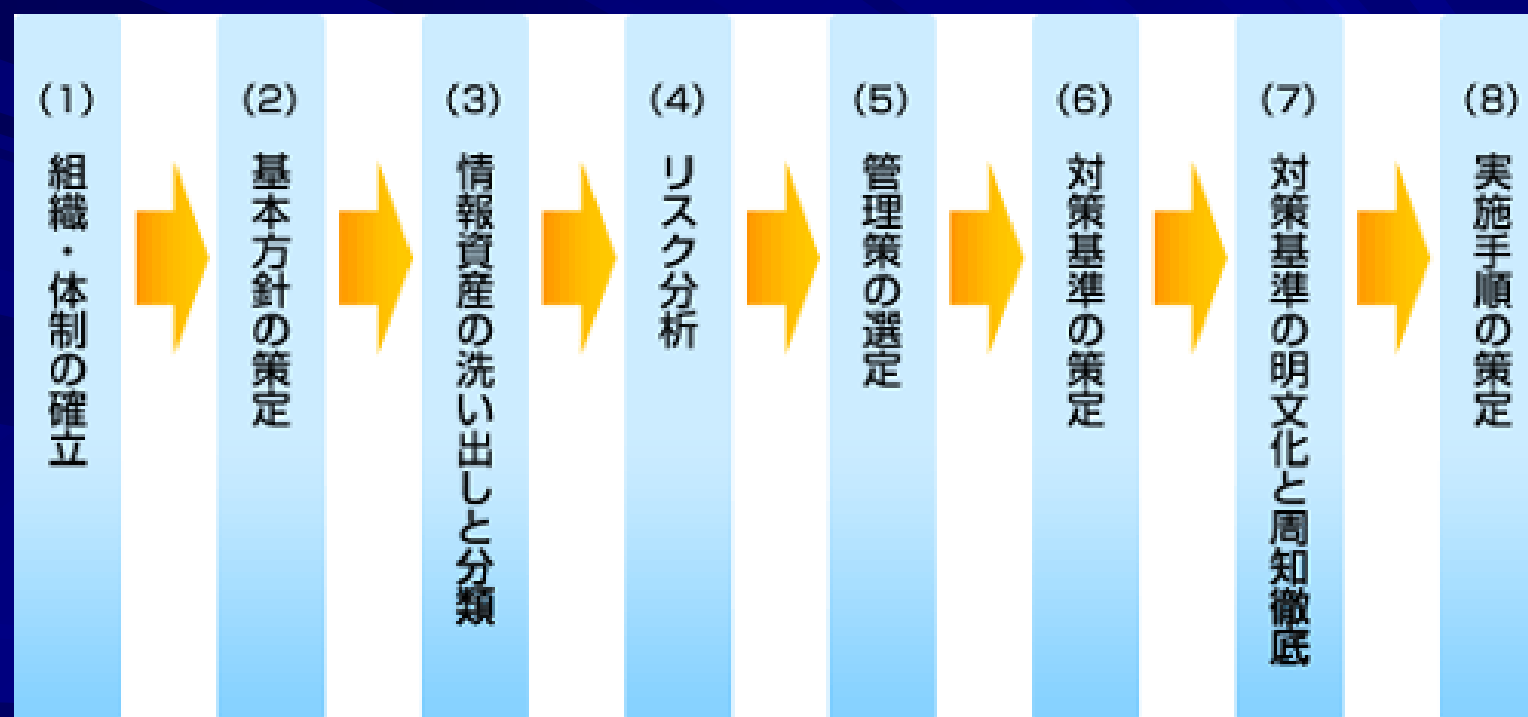 (1) 組織・体制の確立
(2) 基本方針の策定
(3) 情報資産の洗い出しと分類
(4) リスク分析
(5) 管理策の選定
(6) 対策基準の策定
(7) 対策基準の明文化と周知徹底
(8) 実施手順の策定